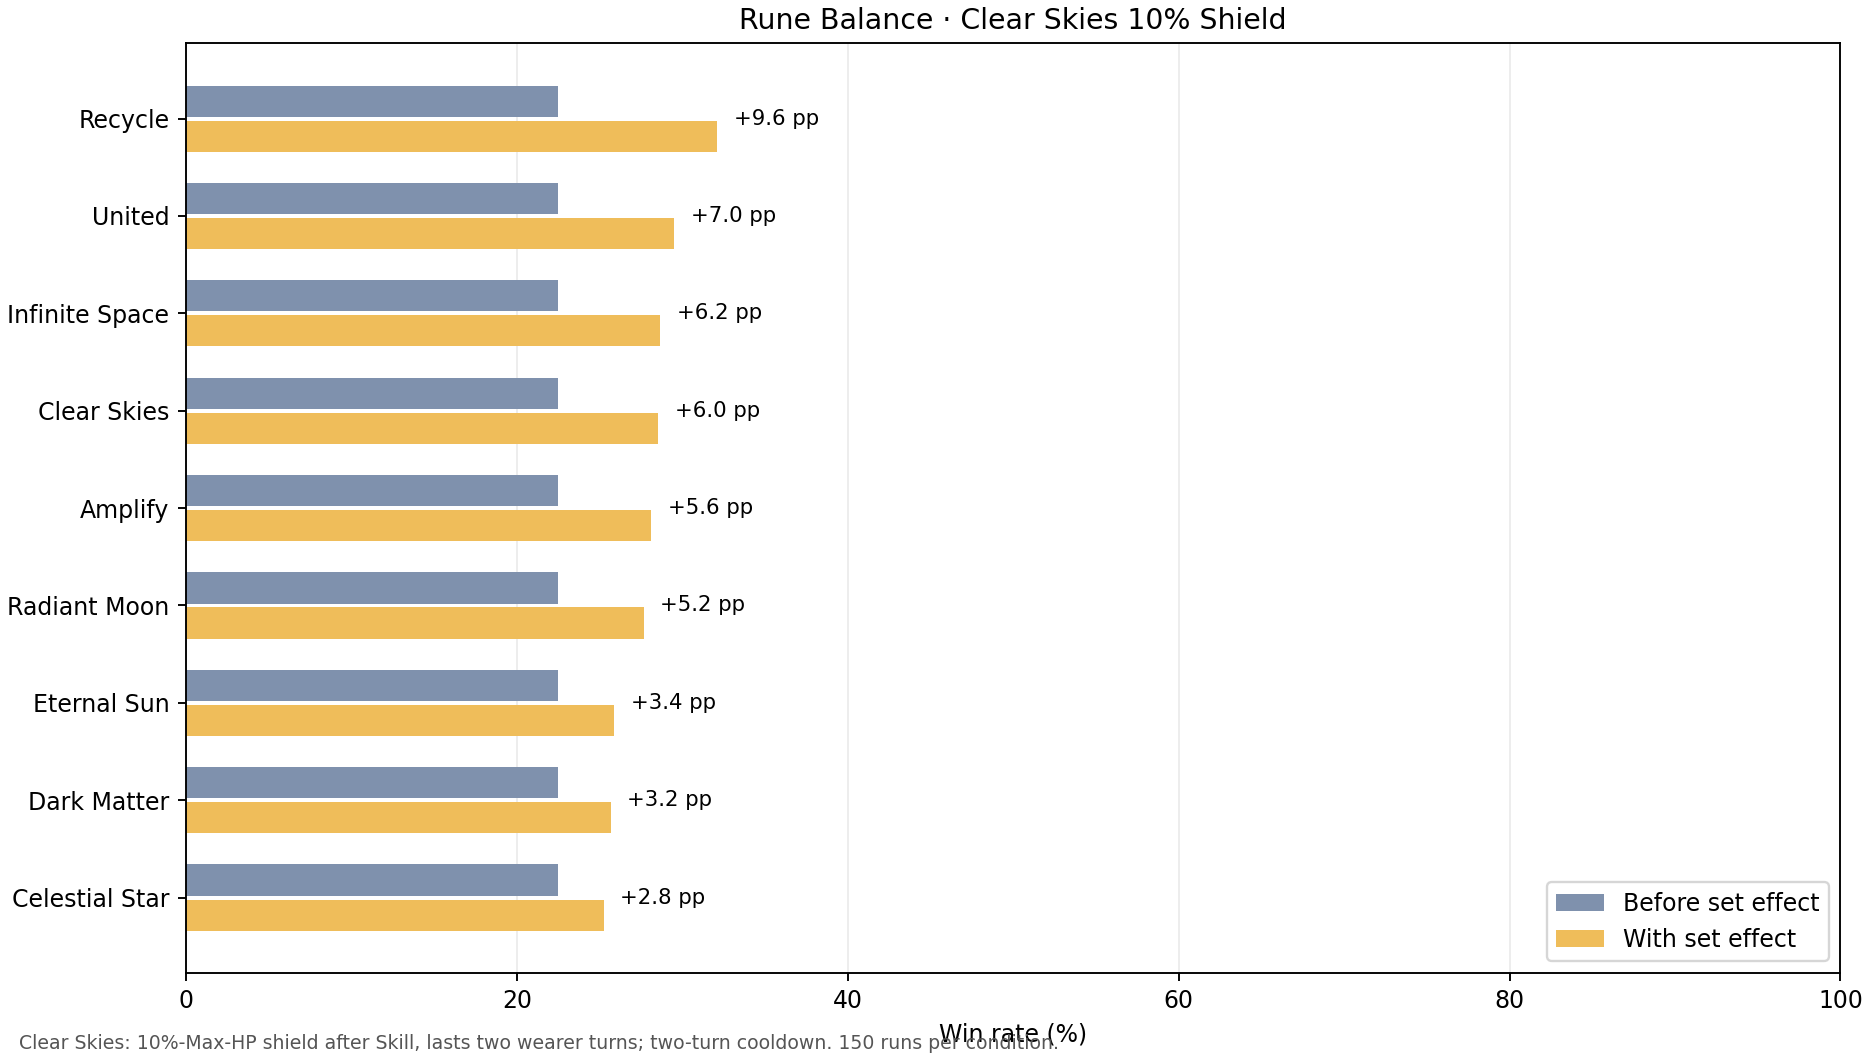 Rune Balance · Clear Skies 10% Shield
Recycle
+9.6 pp
United
+7.0 pp
Infinite Space
+6.2 pp
Clear Skies
+6.0 pp
Amplify
+5.6 pp
Radiant Moon
+5.2 pp
Eternal Sun
+3.4 pp
Dark Matter
+3.2 pp
Celestial Star
+2.8 pp
Before set effect
With set effect
0 20 40 60 80 100
Win rate (%)
Clear Skies: 10%-Max-HP shield after Skill, lasts two wearer turns; two-turn cooldown. 150 runs per condition.